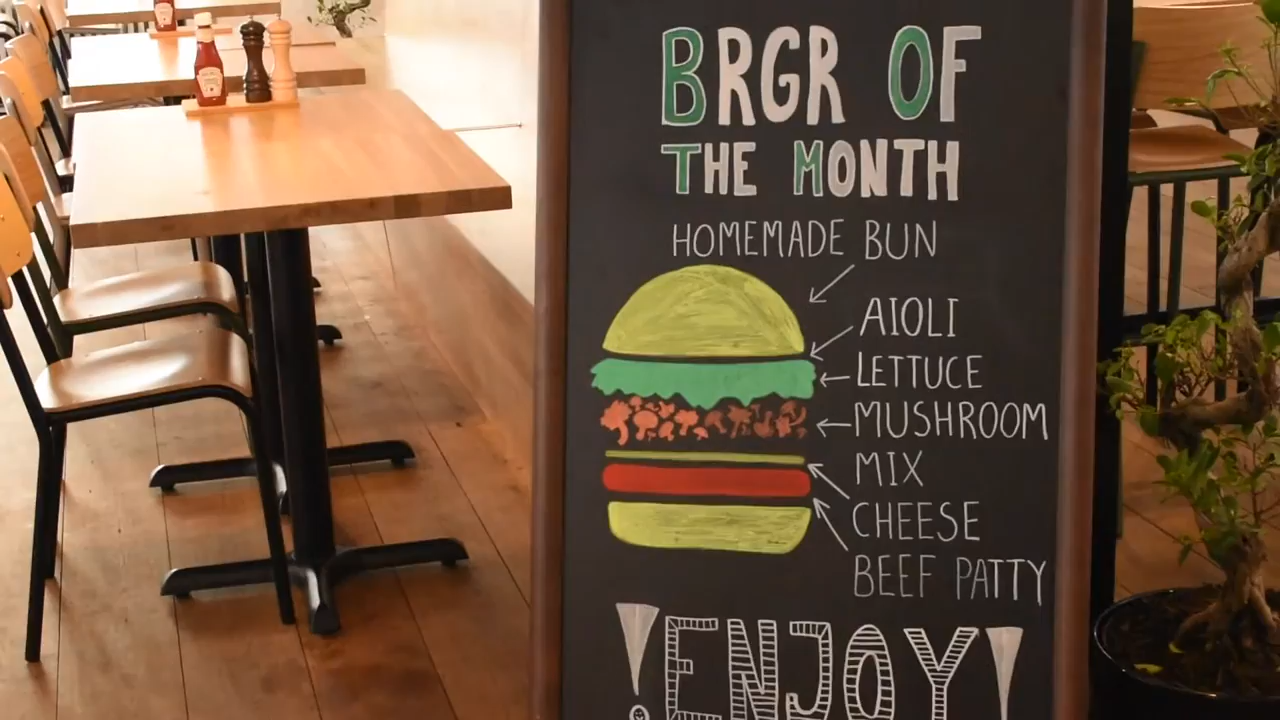 BRGR OF
THE MONTH
HOMEMADE BUN
AIOLI
LETTUCE
MUSHROOM
MIX
CHEESE
BEEF PATTY
!ENJOY!